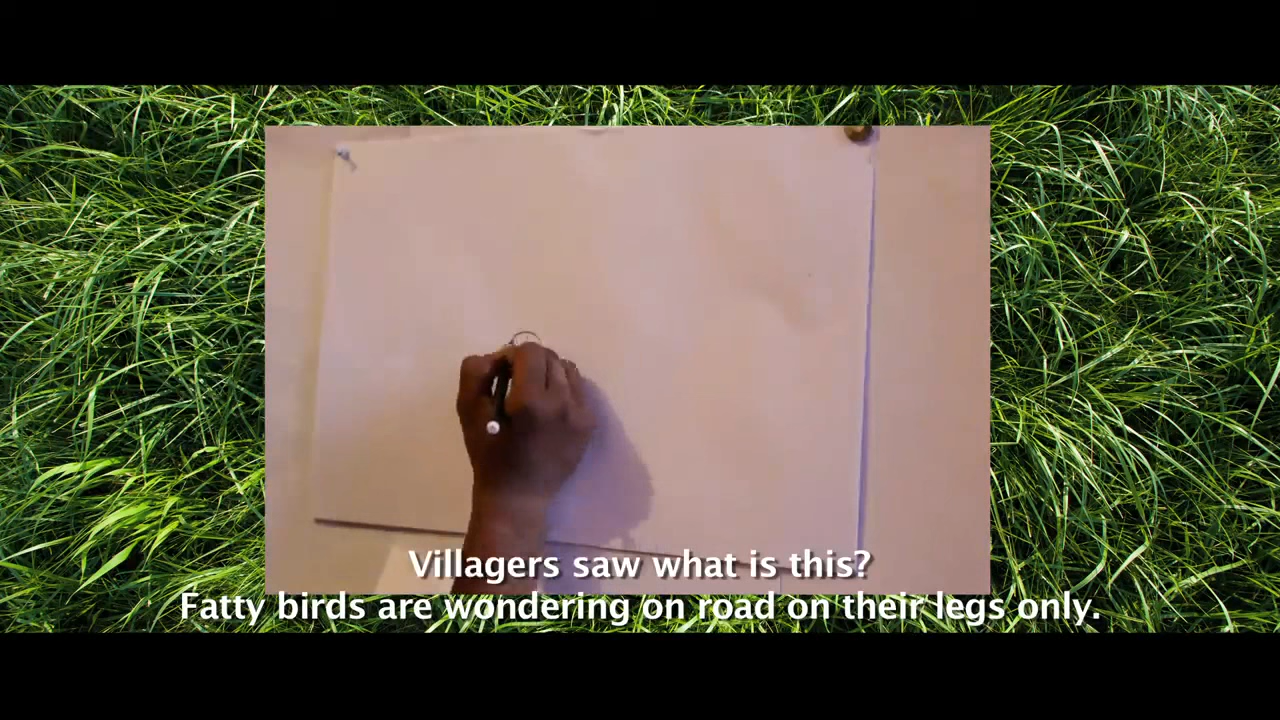 Villagers saw what is this?
Fatty birds are wondering on road on their legs only.